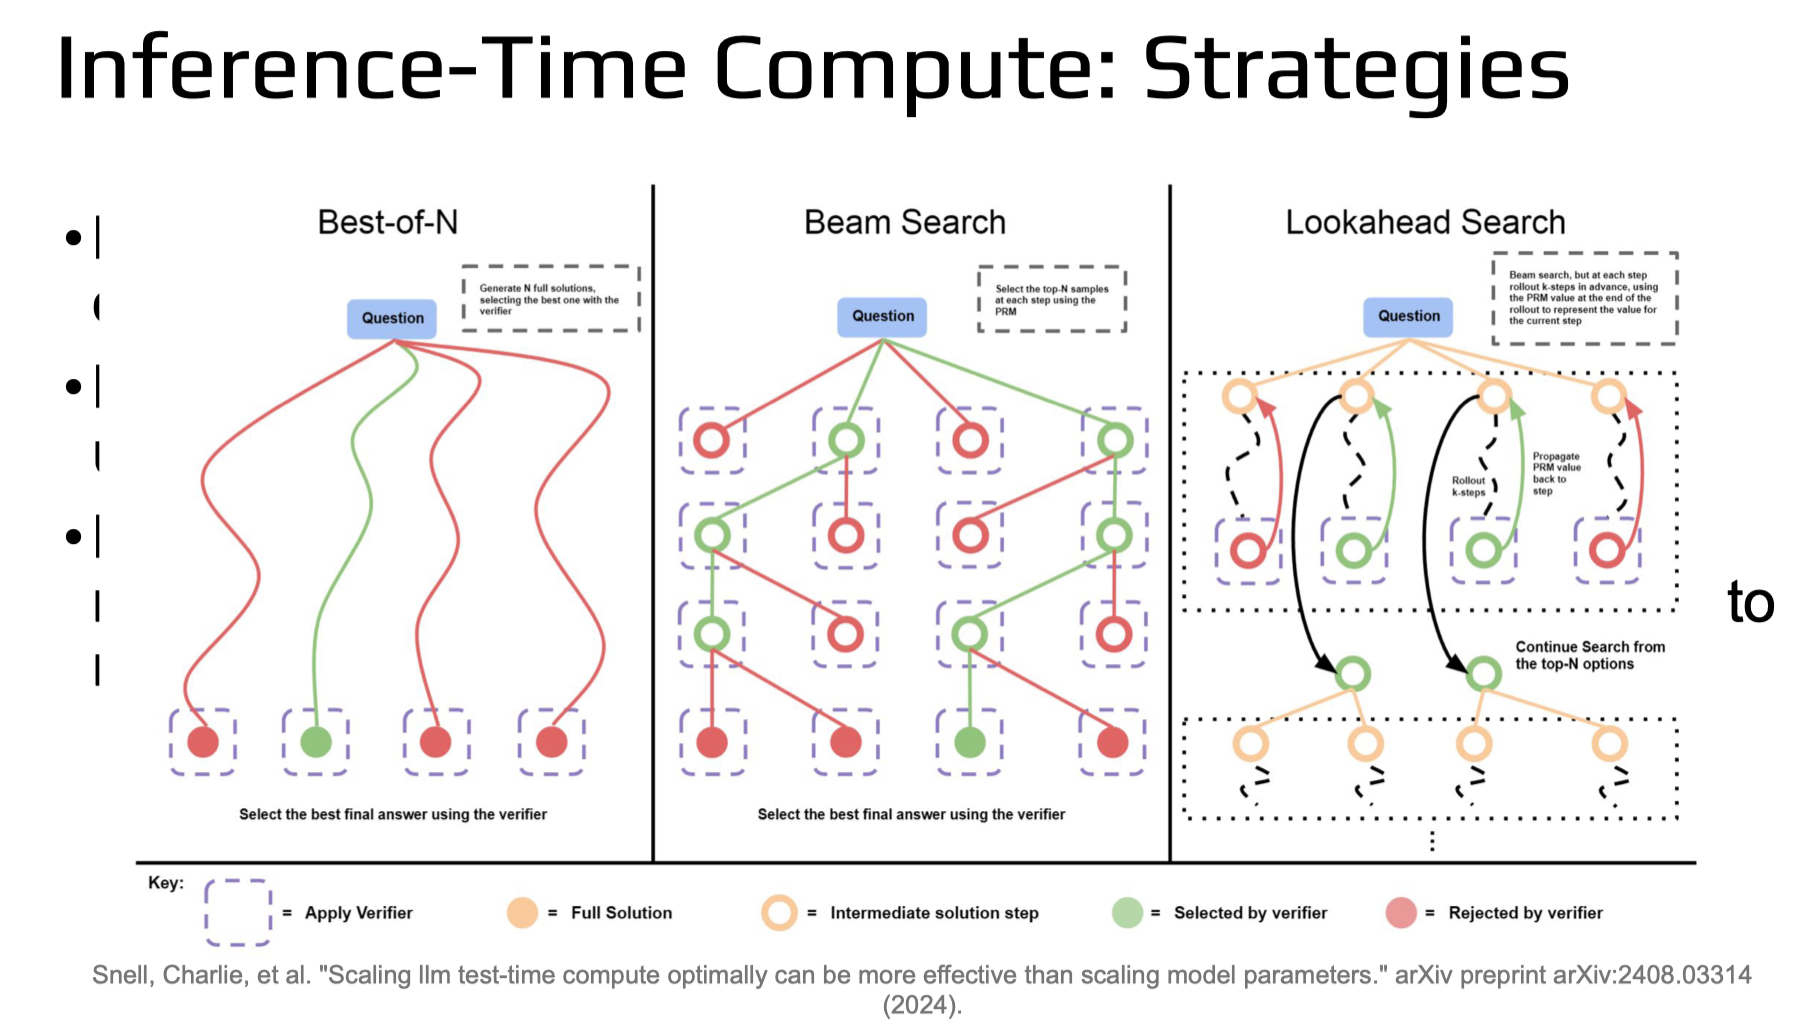 Inference-Time Compute: Strategies
Best-of-N
Generate N full solutions,
selecting the best one with the
verifier
Question
Select the best final answer using the verifier
Beam Search
Select the top-N samples
at each step using the
PRM
Question
Select the best final answer using the verifier
Lookahead Search
Beam search, but at each step
rollout k-steps in advance, using
the PRM value at the end of the
rollout to represent the value for
the current step
Question
Rollout
k-steps
Propagate
PRM value
back to
step
Continue Search from
the top-N options
to
Key:
= Apply Verifier
= Full Solution
= Intermediate solution step
= Selected by verifier
= Rejected by verifier
Snell, Charlie, et al. "Scaling llm test-time compute optimally can be more effective than scaling model parameters." arXiv preprint arXiv:2408.03314
(2024).